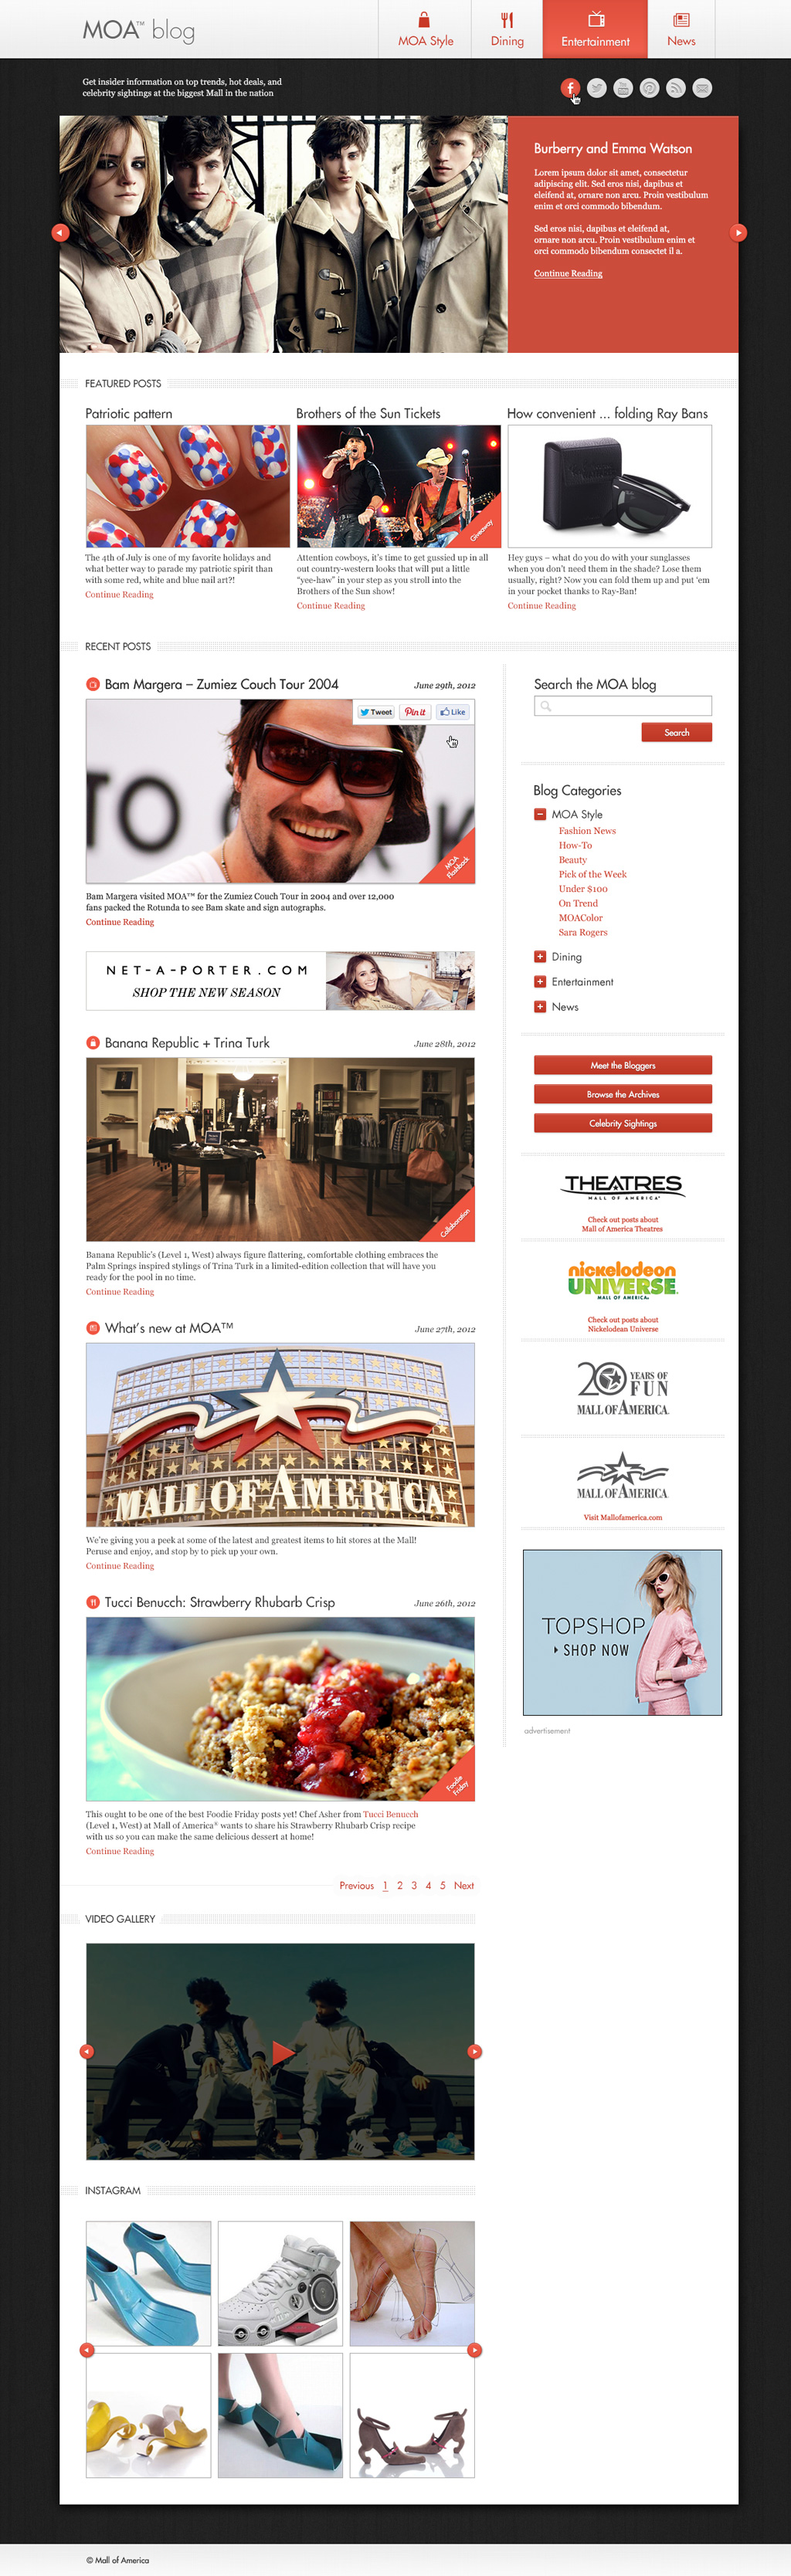 MOA™ blog
MOA Style
Dining
Entertainment
News
Get insider information on top trends, hot deals, and
celebrity sightings at the biggest Mall in the nation
Burberry and Emma Watson
Lorem ipsum dolor sit amet, consectetur
adipiscing elit. Sed eros nisi, dapibus et
eleifend at, ornare non arcu. Proin vestibulum
enim et orci commodo bibendum.
Sed eros nisi, dapibus et eleifend at,
ornare non arcu. Proin vestibulum enim et
orci commodo bibendum consectet il a.
Continue Reading
FEATURED POSTS
Patriotic pattern
The 4th of July is one of my favorite holidays and
what better way to parade my patriotic spirit than
with some red, white and blue nail art?!
Continue Reading
Brothers of the Sun Tickets
Giveaway
Attention cowboys, it's time to get gussied up in all
out country-western looks that will put a little
"yee-haw" in your step as you stroll into the
Brothers of the Sun show!
Continue Reading
How convenient ... folding Ray Bans
Hey guys – what do you do with your sunglasses
when you don't need them in the shade? Lose them
usually, right? Now you can fold them up and put 'em
in your pocket thanks to Ray-Ban!
Continue Reading
RECENT POSTS
Bam Margera – Zumiez Couch Tour 2004
June 29th, 2012
Tweet
Pin it
Like
TO
K
MOA
Flashback
Bam Margera visited MOA™ for the Zumiez Couch Tour in 2004 and over 12,000
fans packed the Rotunda to see Bam skate and sign autographs.
Continue Reading
NET-A-PORTER.COM
SHOP THE NEW SEASON
Banana Republic + Trina Turk
June 28th, 2012
Collaboration
Banana Republic's (Level 1, West) always figure flattering, comfortable clothing embraces the
Palm Springs inspired stylings of Trina Turk in a limited-edition collection that will have you
ready for the pool in no time.
Continue Reading
What's new at MOA™
June 27th, 2012
MALL OF AMERICA
We're giving you a peek at some of the latest and greatest items to hit stores at the Mall!
Peruse and enjoy, and stop by to pick up your own.
Continue Reading
Tucci Benucch: Strawberry Rhubarb Crisp
June 26th, 2012
Foodie
Friday
This ought to be one of the best Foodie Friday posts yet! Chef Asher from Tucci Benucch
(Level 1, West) at Mall of America® wants to share his Strawberry Rhubarb Crisp recipe
with us so you can make the same delicious dessert at home!
Continue Reading
Previous 1 2 3 4 5 Next
Search the MOA blog
Search
Blog Categories
MOA Style
Fashion News
How-To
Beauty
Pick of the Week
Under $100
On Trend
MOAColor
Sara Rogers
Dining
Entertainment
News
Meet the Bloggers
Browse the Archives
Celebrity Sightings
THEATRES
MALL OF AMERICA
Check out posts about
Mall of America Theatres
nickelodeon
UNIVERSE
MALL OF AMERICA
Check out posts about
Nickelodean Universe
20 YEARS OF
FUN
MALL OF AMERICA
MALL OF AMERICA
Visit Mallofamerica.com
TOPSHOP
SHOP NOW
advertisement
VIDEO GALLERY
INSTAGRAM
© Mall of America